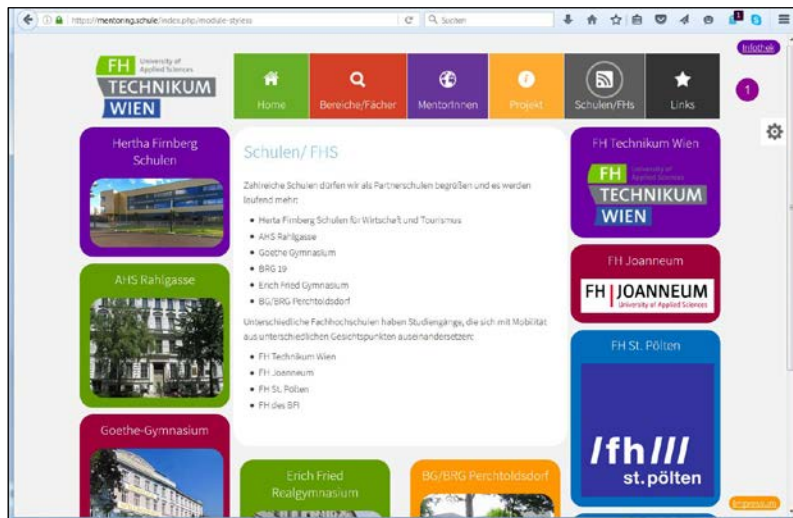 https://mentoring.schule/index.php/module-styless
Suchen
Infothek
FH University of Applied Sciences
TECHNIKUM
WIEN
Home
Bereiche/Fächer
MentorInnen
Projekt
Schulen/FHs
Links
1
Hertha Firnberg
Schulen
AHS Rahlgasse
Goethe-Gymnasium
Schulen/ FHS
Zahlreiche Schulen dürfen wir als Partnerschulen begrüßen und es werden
laufend mehr:
Herta Firnberg Schulen für Wirtschaft und Tourismus
AHS Rahlgasse
Goethe Gymnasium
BRG 19
Erich Fried Gymnasium
BG/BRG Perchtoldsdorf
Unterschiedliche Fachhochschulen haben Studiengänge, die sich mit Mobilität
aus unterschiedlichen Gesichtspunkten auseinandersetzen:
FH Technikum Wien
FH Joanneum
FH St. Pölten
FH des BFI
Erich Fried
Realgymnasium
BG/BRG Perchtoldsdorf
FH Technikum Wien
FH University of Applied Sciences
TECHNIKUM
WIEN
FH Joanneum
FH JOANNEUM
University of Applied Sciences
FH St. Pölten
/fh///
st.pölten
Impressum